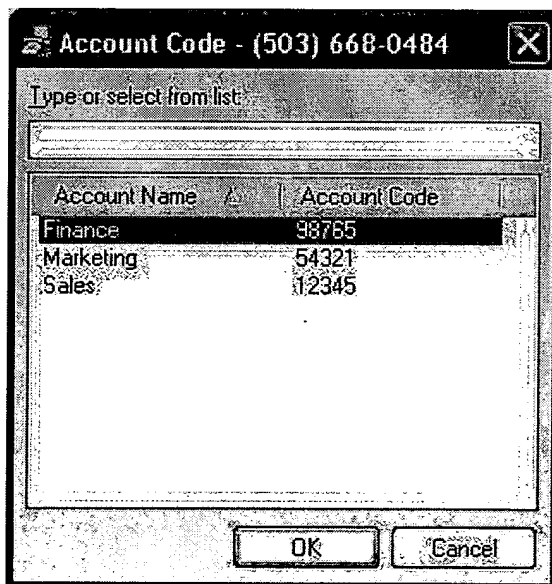 Account Code - (503) 668-0484
Type or select from list:
Account Name Account Code
Finance 98765
Marketing 54321
Sales 12345
OK Cancel